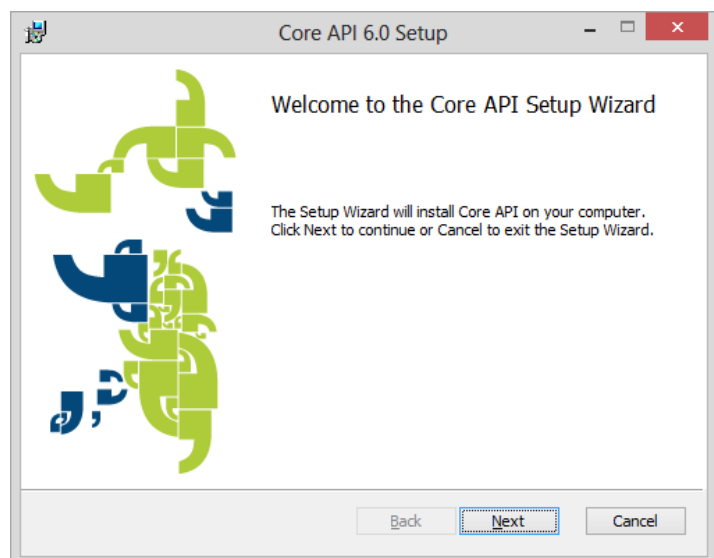 Core API 6.0 Setup
Welcome to the Core API Setup Wizard
The Setup Wizard will install Core API on your computer.
Click Next to continue or Cancel to exit the Setup Wizard.
Back Next Cancel